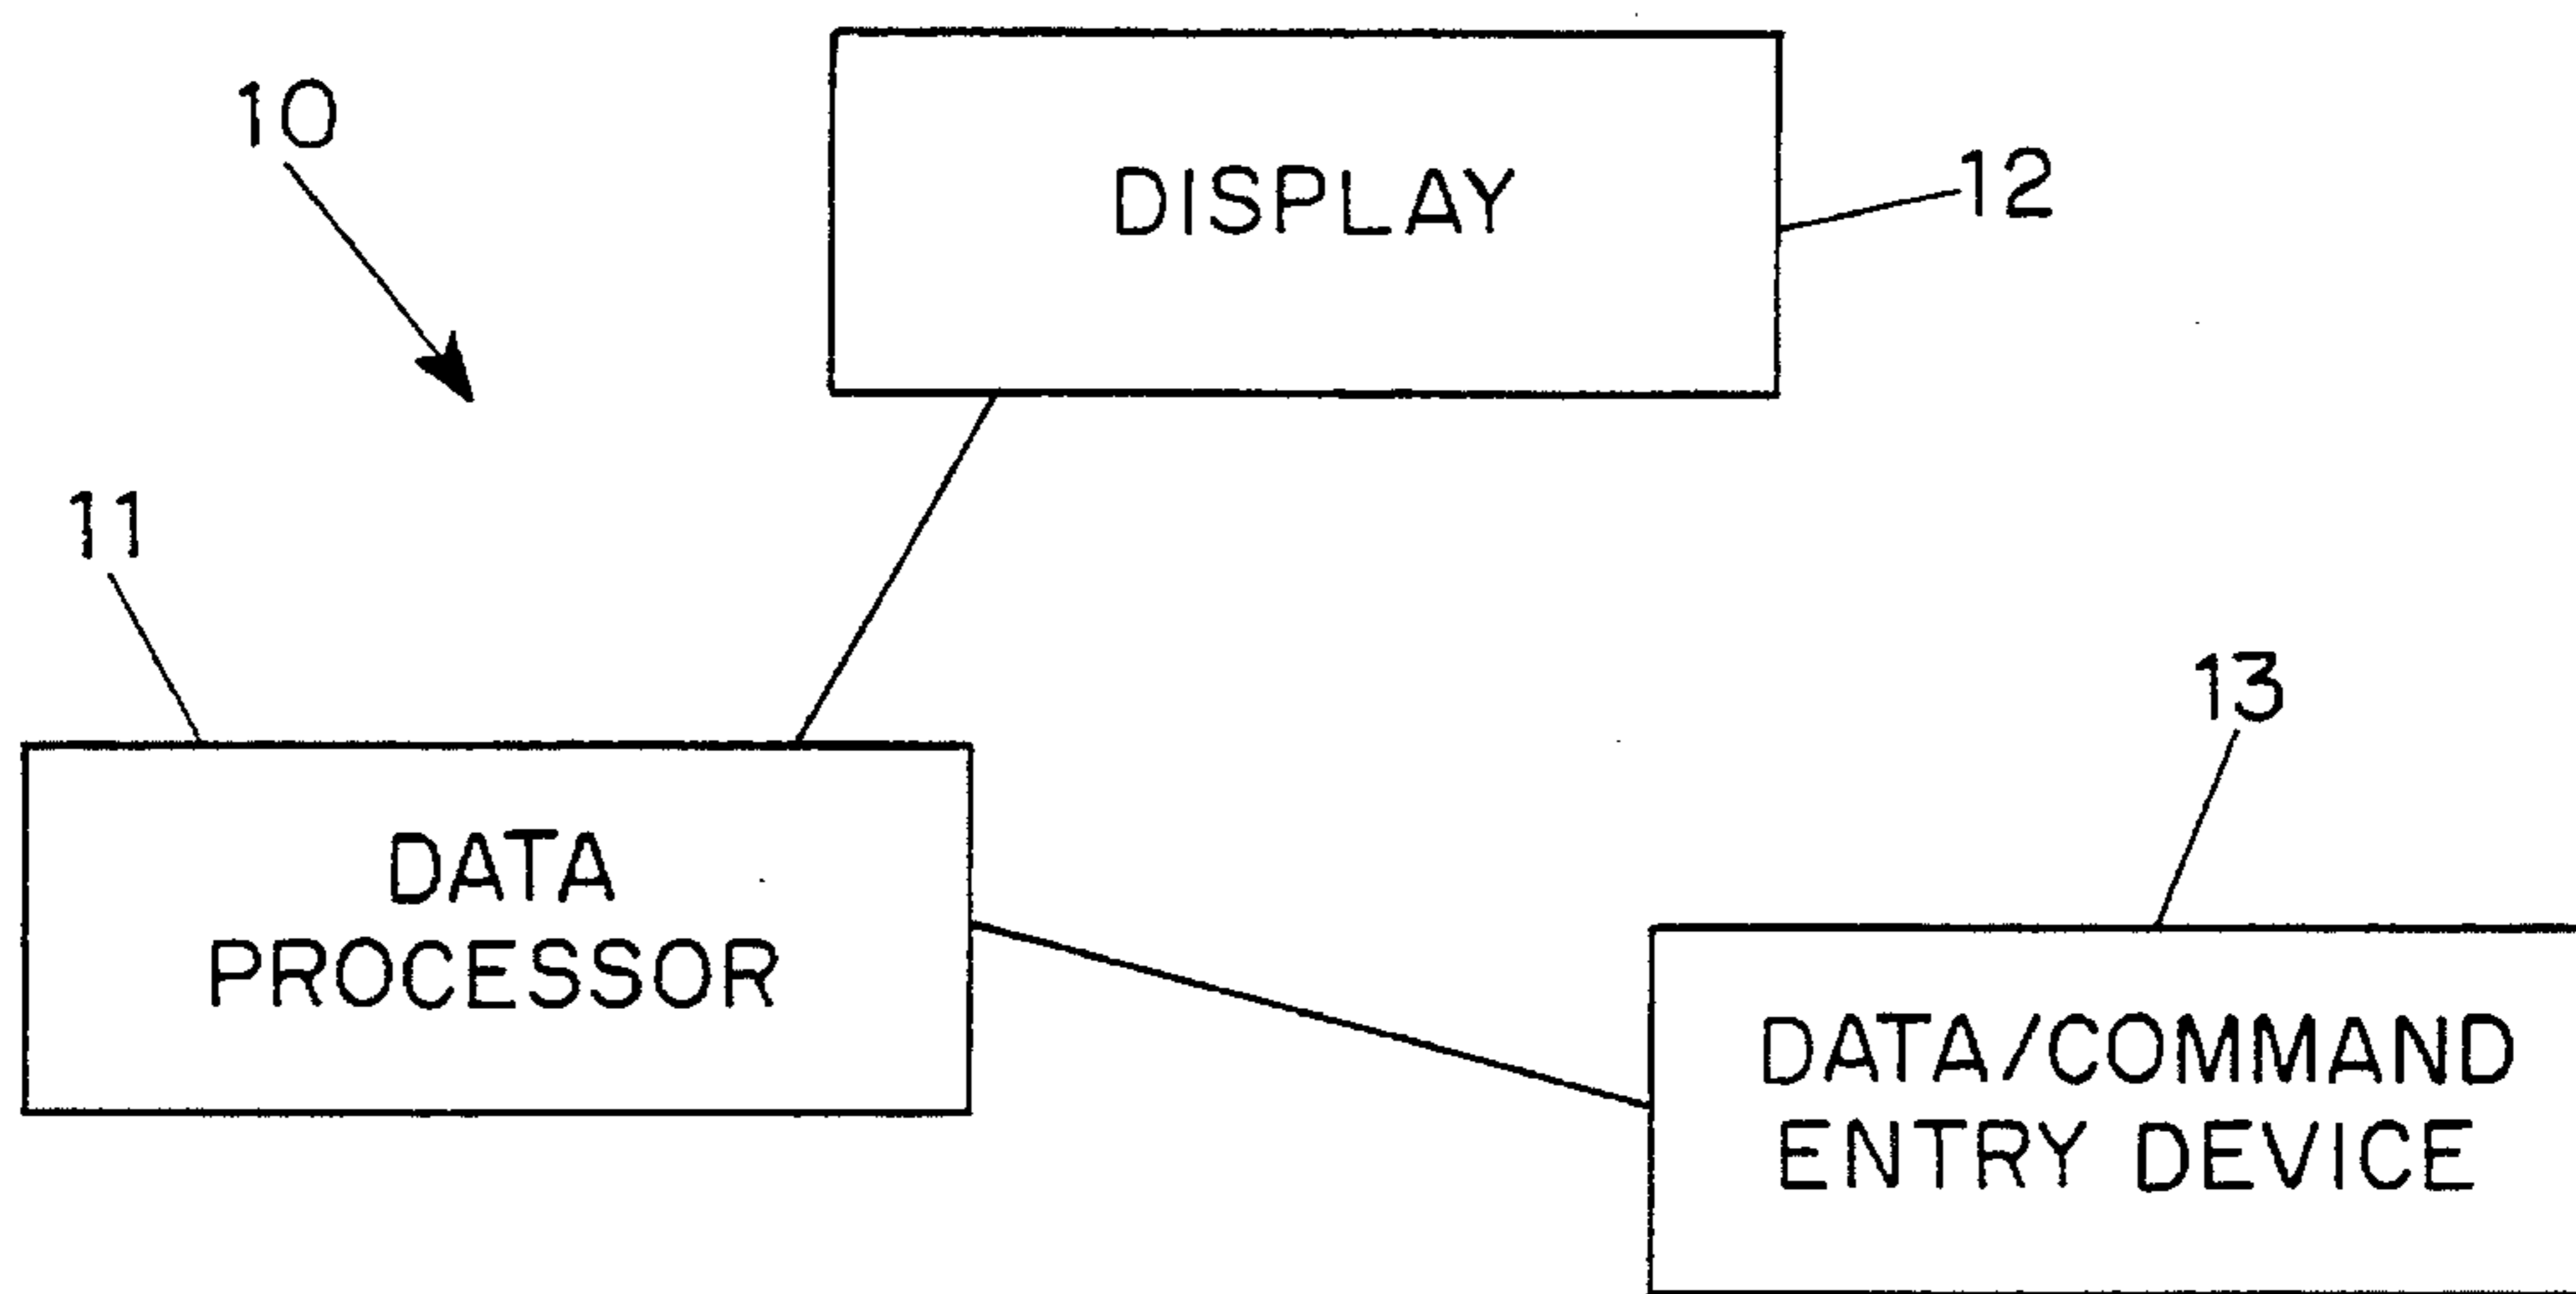 10
DISPLAY
12
11
13
DATA
PROCESSOR
DATA/COMMAND
ENTRY DEVICE